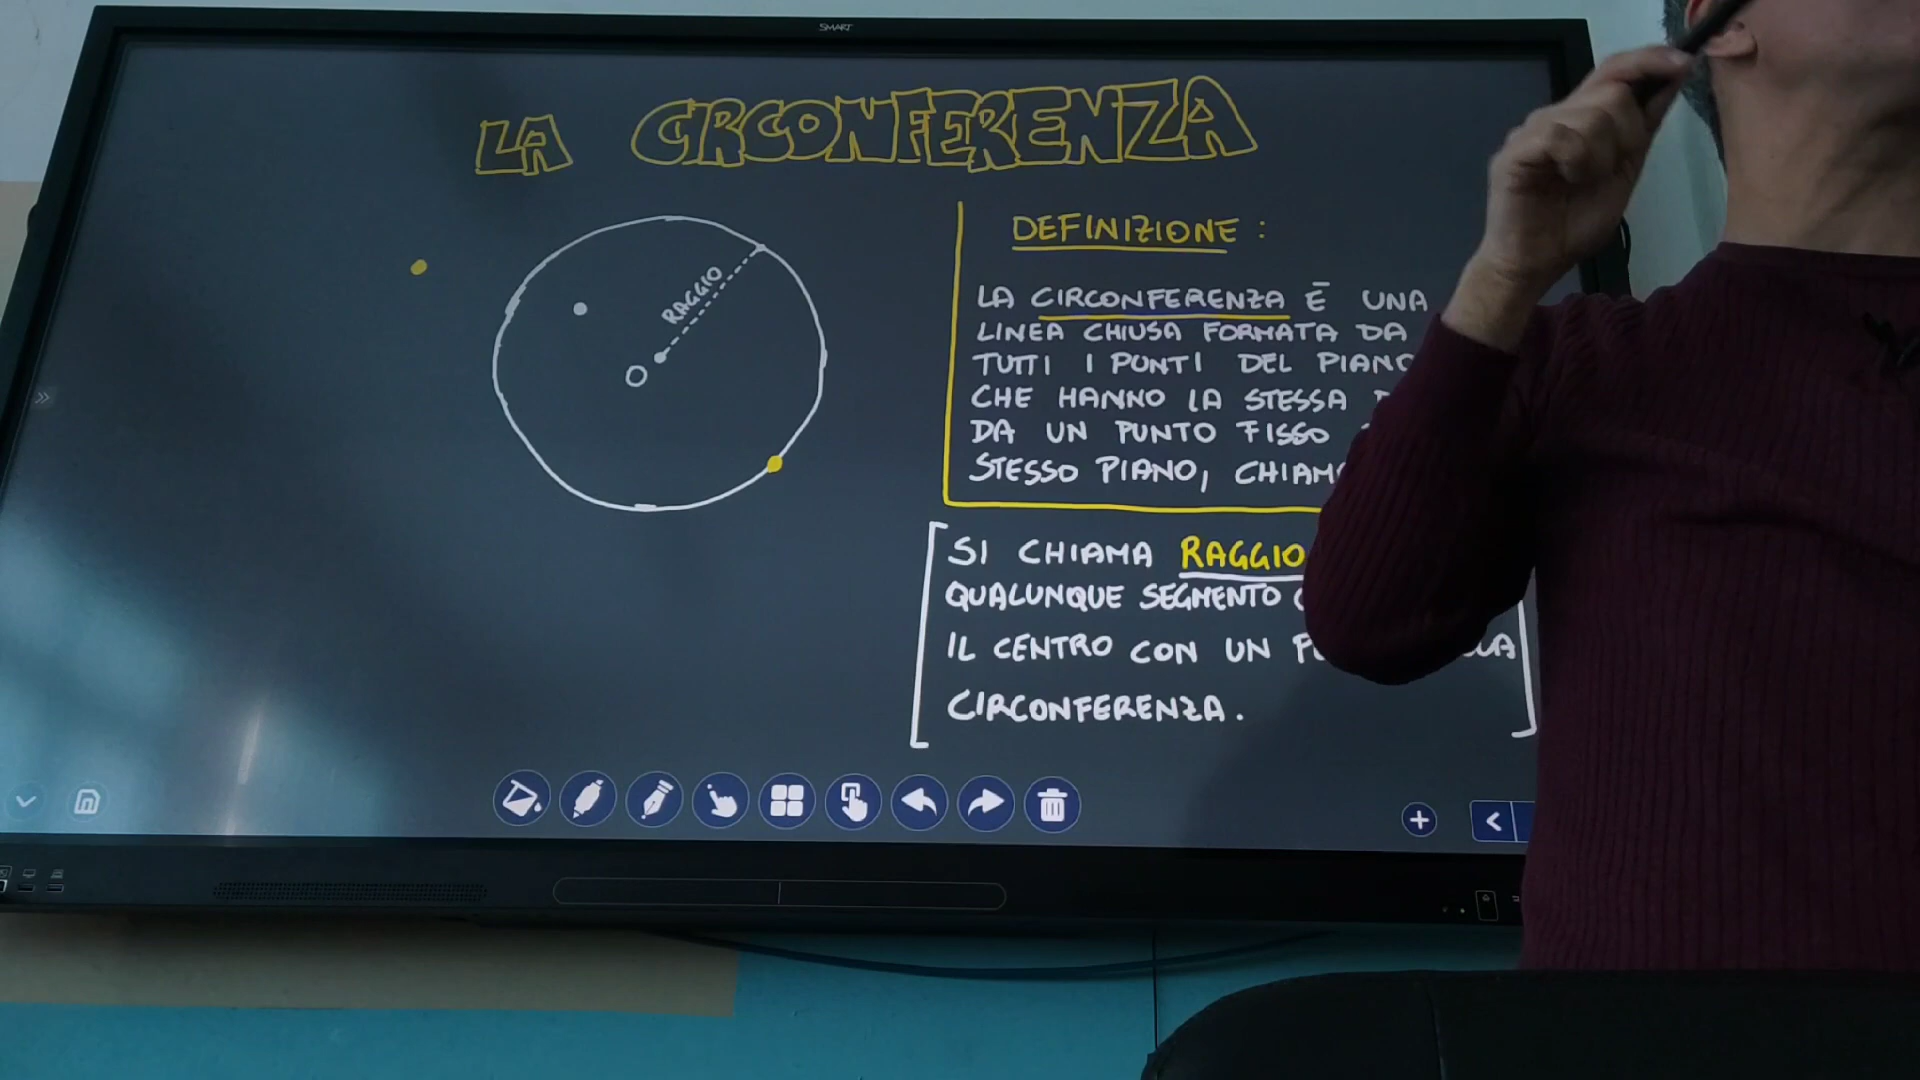 SMART
LA CIRCONFERENZA
RAGGIO
O
DEFINIZIONE :
LA CIRCONFERENZA È UNA
LINEA CHIUSA FORMATA DA
TUTTI I PUNTI DEL PIANO
CHE HANNO LA STESSA
DA UN PUNTO FISSO
STESSO PIANO,
SI CHIAMA RAGGIO
QUALUNQUE SEGMENTO
IL CENTRO CON UN
CIRCONFERENZA.